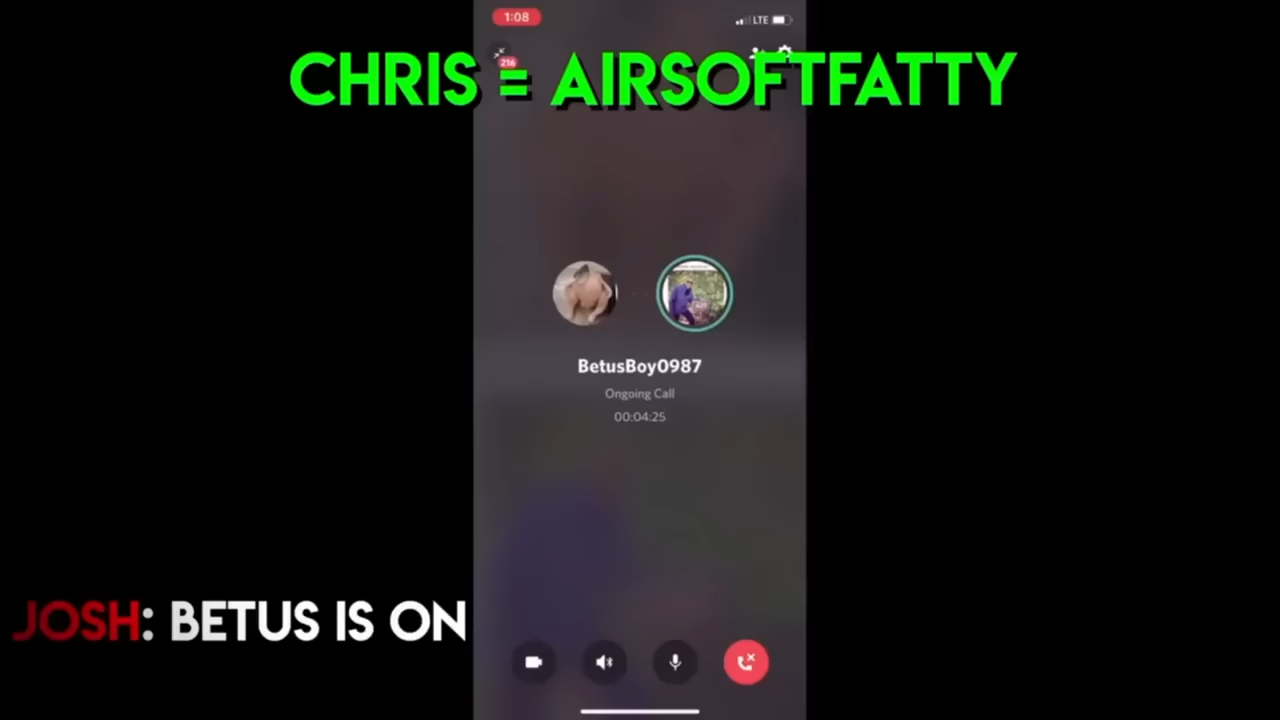 1:08
LTE
216
CHRIS = AIRSOFTFATTY
BetusBoy0987
Ongoing Call
00:04:25
JOSH: BETUS IS ON